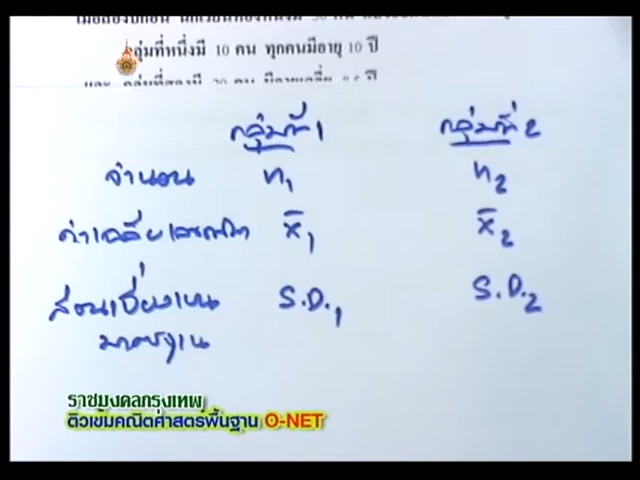 กลุ่มที่หนึ่งมี 10 คน ทุกคนมีอายุ 10 ปี
กลุ่มที่ 1 กลุ่มที่ 2
จำนวน n₁ n₂
ค่าเฉลี่ยเลขคณิต x̄₁ x̄₂
ส่วนเบี่ยงเบน S.D.₁ S.D.₂
มาตรฐาน
ราชมงคลกรุงเทพ
ติวเข้มคณิตศาสตร์พื้นฐาน O-NET